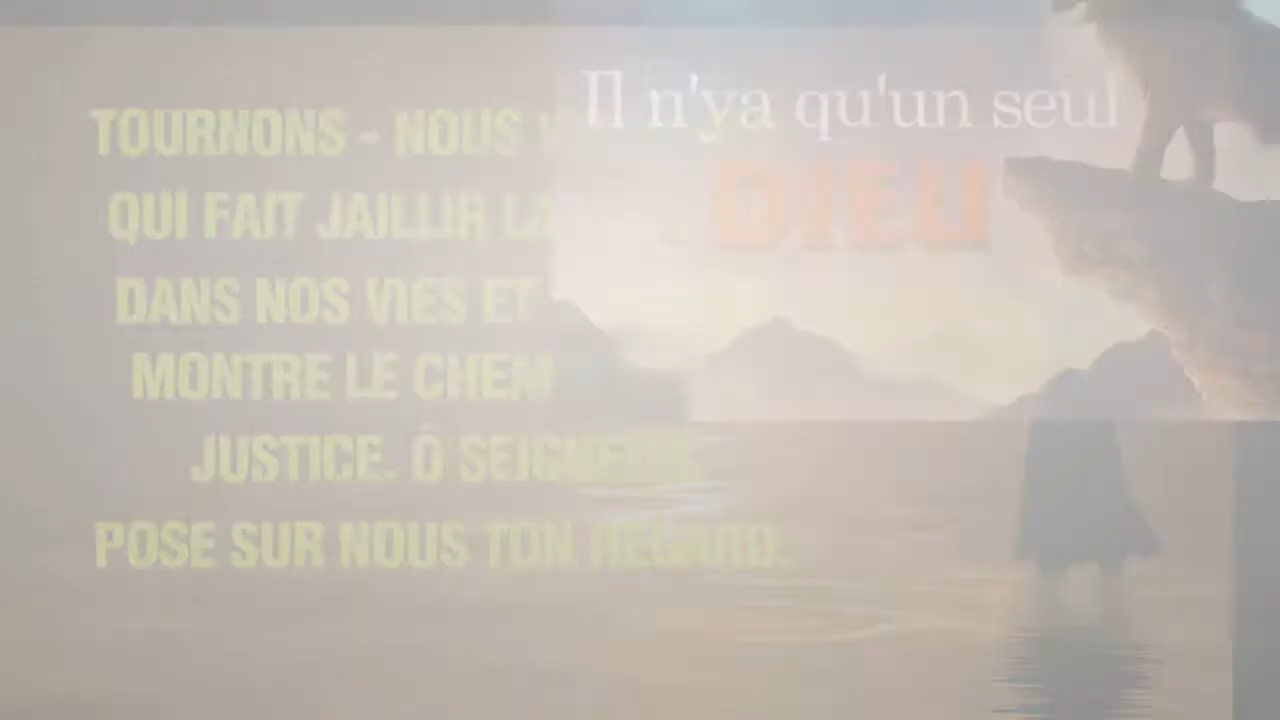 TOURNONS - NOUS
QUI FAIT JAILLIR
DANS NOS VIES ET
MONTRE LE
JUSTICE. Ô SEIGNEUR,
POSE SUR NOUS TON REGARD.
Il n'ya qu'un seul
DIEU